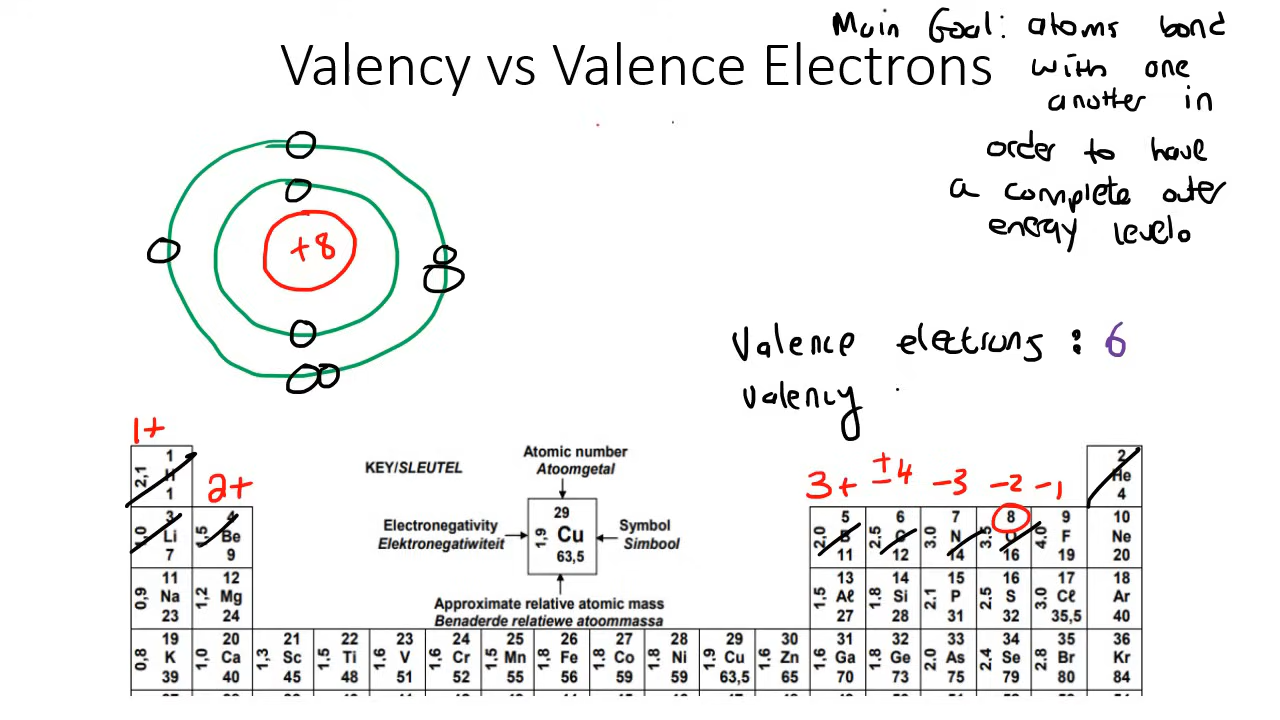 Main Goal: atoms bond
Valency vs Valence Electrons
with one
another in
order to have
a complete outer
energy level.
+8
Valence electrons : 6
Valency
1+
2+
3+ ±4 -3 -2 -1
KEY/SLEUTEL
Atomic number
Atoomgetal
Electronegativity
Elektronegatiwiteit
29
1,9 Cu
63,5
Symbol
Simbool
Approximate relative atomic mass
Benaderde relatiewe atoommassa
1 2
2,1 H He
1 4
3 4 5 6 7 8 9 10
1,0 Li 1,5 Be 2,0 B 2,5 C 3,0 N 3,5 O 4,0 F Ne
7 9 11 12 14 16 19 20
11 12 13 14 15 16 17 18
0,9 Na 1,2 Mg 1,5 Aℓ 1,8 Si 2,1 P 2,5 S 3,0 Cℓ Ar
23 24 27 28 31 32 35,5 40
19 20 21 22 23 24 25 26 27 28 29 30 31 32 33 34 35 36
0,8 K 1,0 Ca 1,3 Sc 1,5 Ti 1,6 V 1,6 Cr 1,5 Mn 1,8 Fe 1,8 Co 1,8 Ni 1,9 Cu 1,6 Zn 1,6 Ga 1,8 Ge 2,0 As 2,4 Se 2,8 Br Kr
39 40 45 48 51 52 55 56 59 59 63,5 65 70 73 75 79 80 84